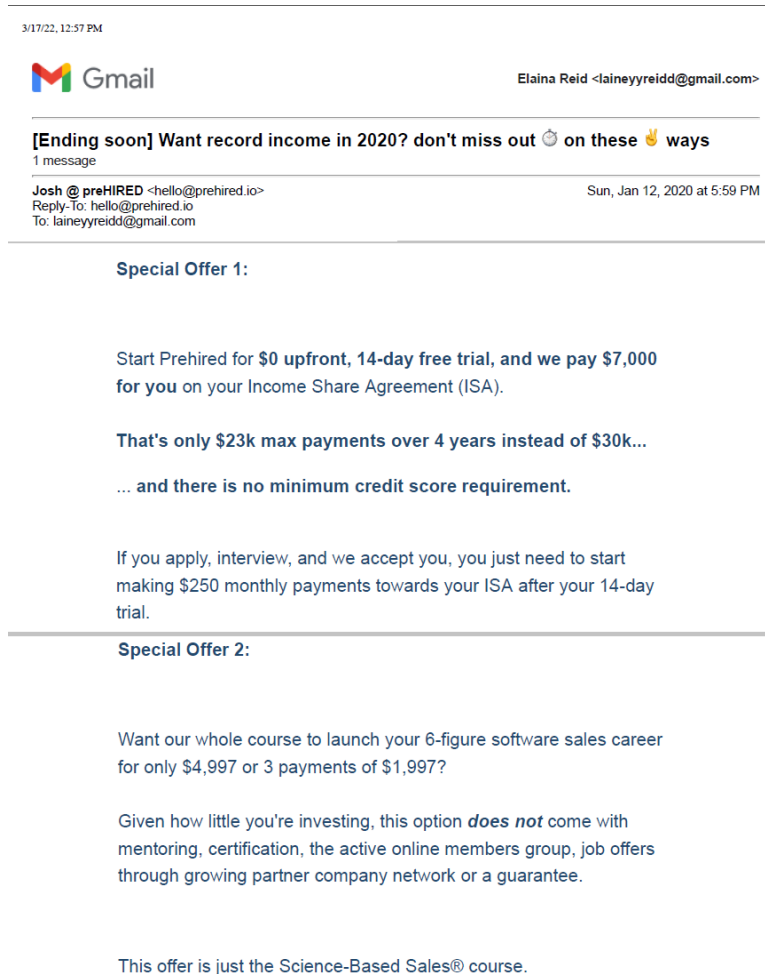 3/17/22, 12:57 PM
Gmail
Elaina Reid <laineyyreidd@gmail.com>
[Ending soon] Want record income in 2020? don't miss out ⏱ on these ✌ ways
1 message
Josh @ preHIRED <hello@prehired.io>
Sun, Jan 12, 2020 at 5:59 PM
Reply-To: hello@prehired.io
To: laineyyreidd@gmail.com
Special Offer 1:
Start Prehired for $0 upfront, 14-day free trial, and we pay $7,000
for you on your Income Share Agreement (ISA).
That's only $23k max payments over 4 years instead of $30k...
... and there is no minimum credit score requirement.
If you apply, interview, and we accept you, you just need to start
making $250 monthly payments towards your ISA after your 14-day
trial.
Special Offer 2:
Want our whole course to launch your 6-figure software sales career
for only $4,997 or 3 payments of $1,997?
Given how little you're investing, this option does not come with
mentoring, certification, the active online members group, job offers
through growing partner company network or a guarantee.
This offer is just the Science-Based Sales® course.